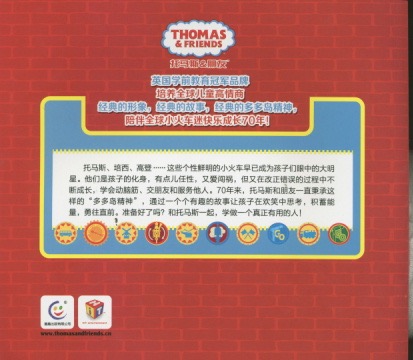 THOMAS
& FRIENDS
托马斯&朋友
英国学前教育冠军品牌
培养全球儿童高情商
经典的形象，经典的故事，经典的多多岛精神，
陪伴全球小火车迷快乐成长70年！
托马斯、培西、高登……这些个性鲜明的小火车早已成为孩子们眼中的大明
星。他们是孩子的化身，有点儿任性，又爱闯祸，但又在改正错误的过程中不
断成长，学会动脑筋、交朋友和服务他人。70年来，托马斯和朋友一直秉承这
样的“多多岛精神”，通过一个个有趣的故事让孩子在欢笑中思考，积蓄能
量，勇往直前。准备好了吗？和托马斯一起，学做一个真正有用的人！
www.thomasandfriends.cn